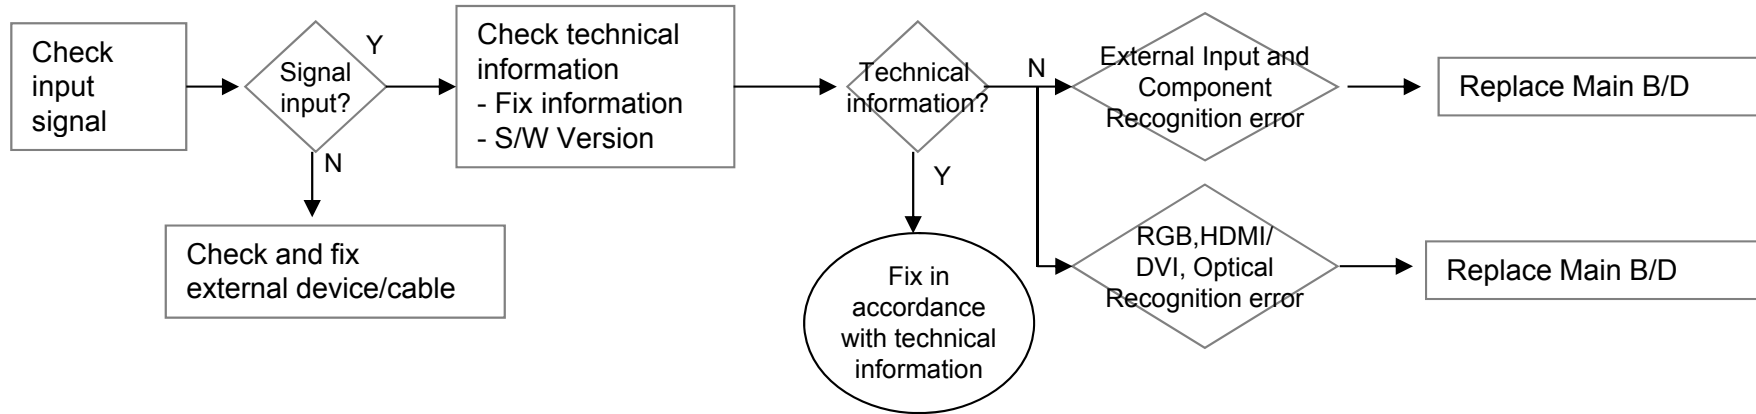 Check
input
signal
Signal
input?
Y
N
Check and fix
external device/cable
Check technical
information
- Fix information
- S/W Version
Technical
information?
N
Y
Fix in
accordance
with technical
information
External Input and
Component
Recognition error
Replace Main B/D
RGB,HDMI/
DVI, Optical
Recognition error
Replace Main B/D